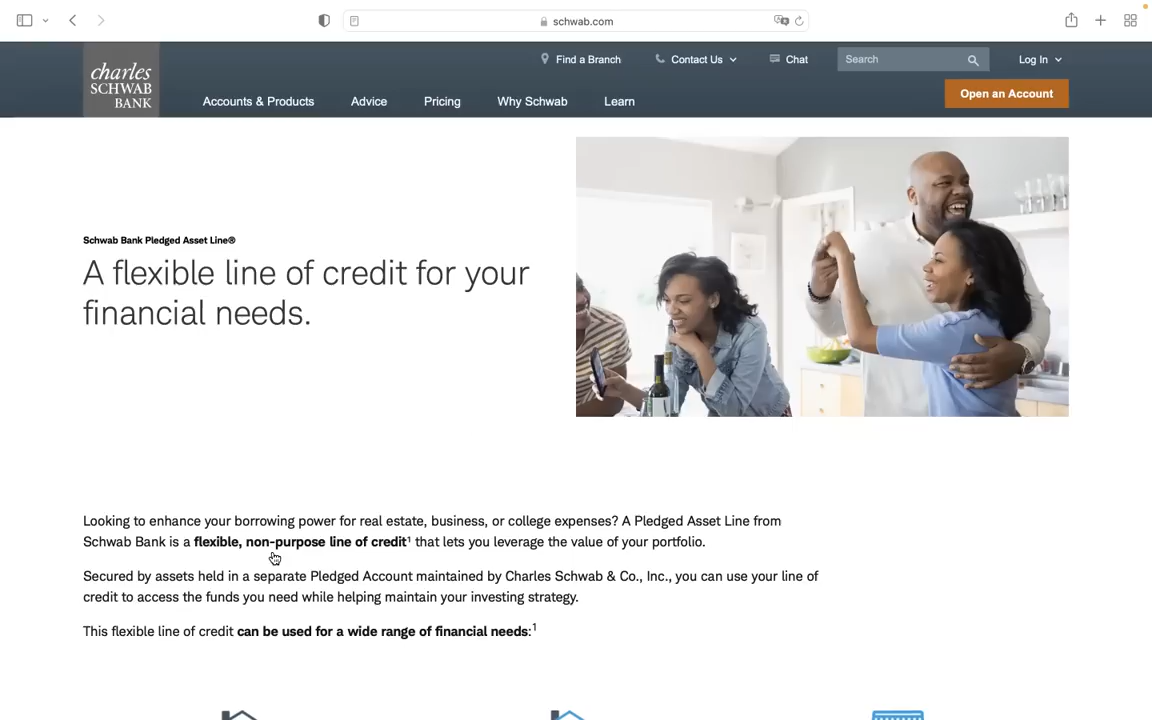 schwab.com
Find a Branch
Contact Us
Chat
Search
Log In
charles
SCHWAB
BANK
Accounts & Products
Advice
Pricing
Why Schwab
Learn
Open an Account
Schwab Bank Pledged Asset Line®
A flexible line of credit for your
financial needs.
Looking to enhance your borrowing power for real estate, business, or college expenses? A Pledged Asset Line from
Schwab Bank is a flexible, non-purpose line of credit¹ that lets you leverage the value of your portfolio.
Secured by assets held in a separate Pledged Account maintained by Charles Schwab & Co., Inc., you can use your line of
credit to access the funds you need while helping maintain your investing strategy.
This flexible line of credit can be used for a wide range of financial needs:¹